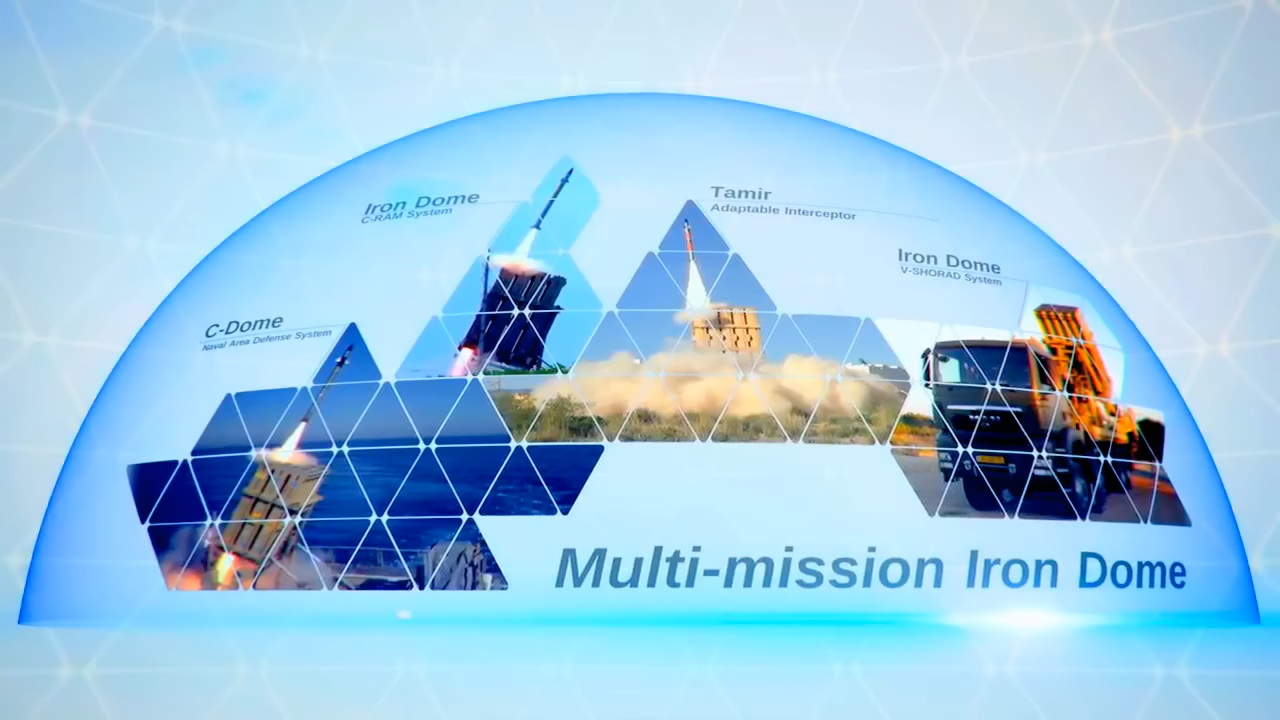 Iron Dome
C-RAM System
Tamir
Adaptable Interceptor
Iron Dome
V-SHORAD System
C-Dome
Naval Area Defense System
Multi-mission Iron Dome